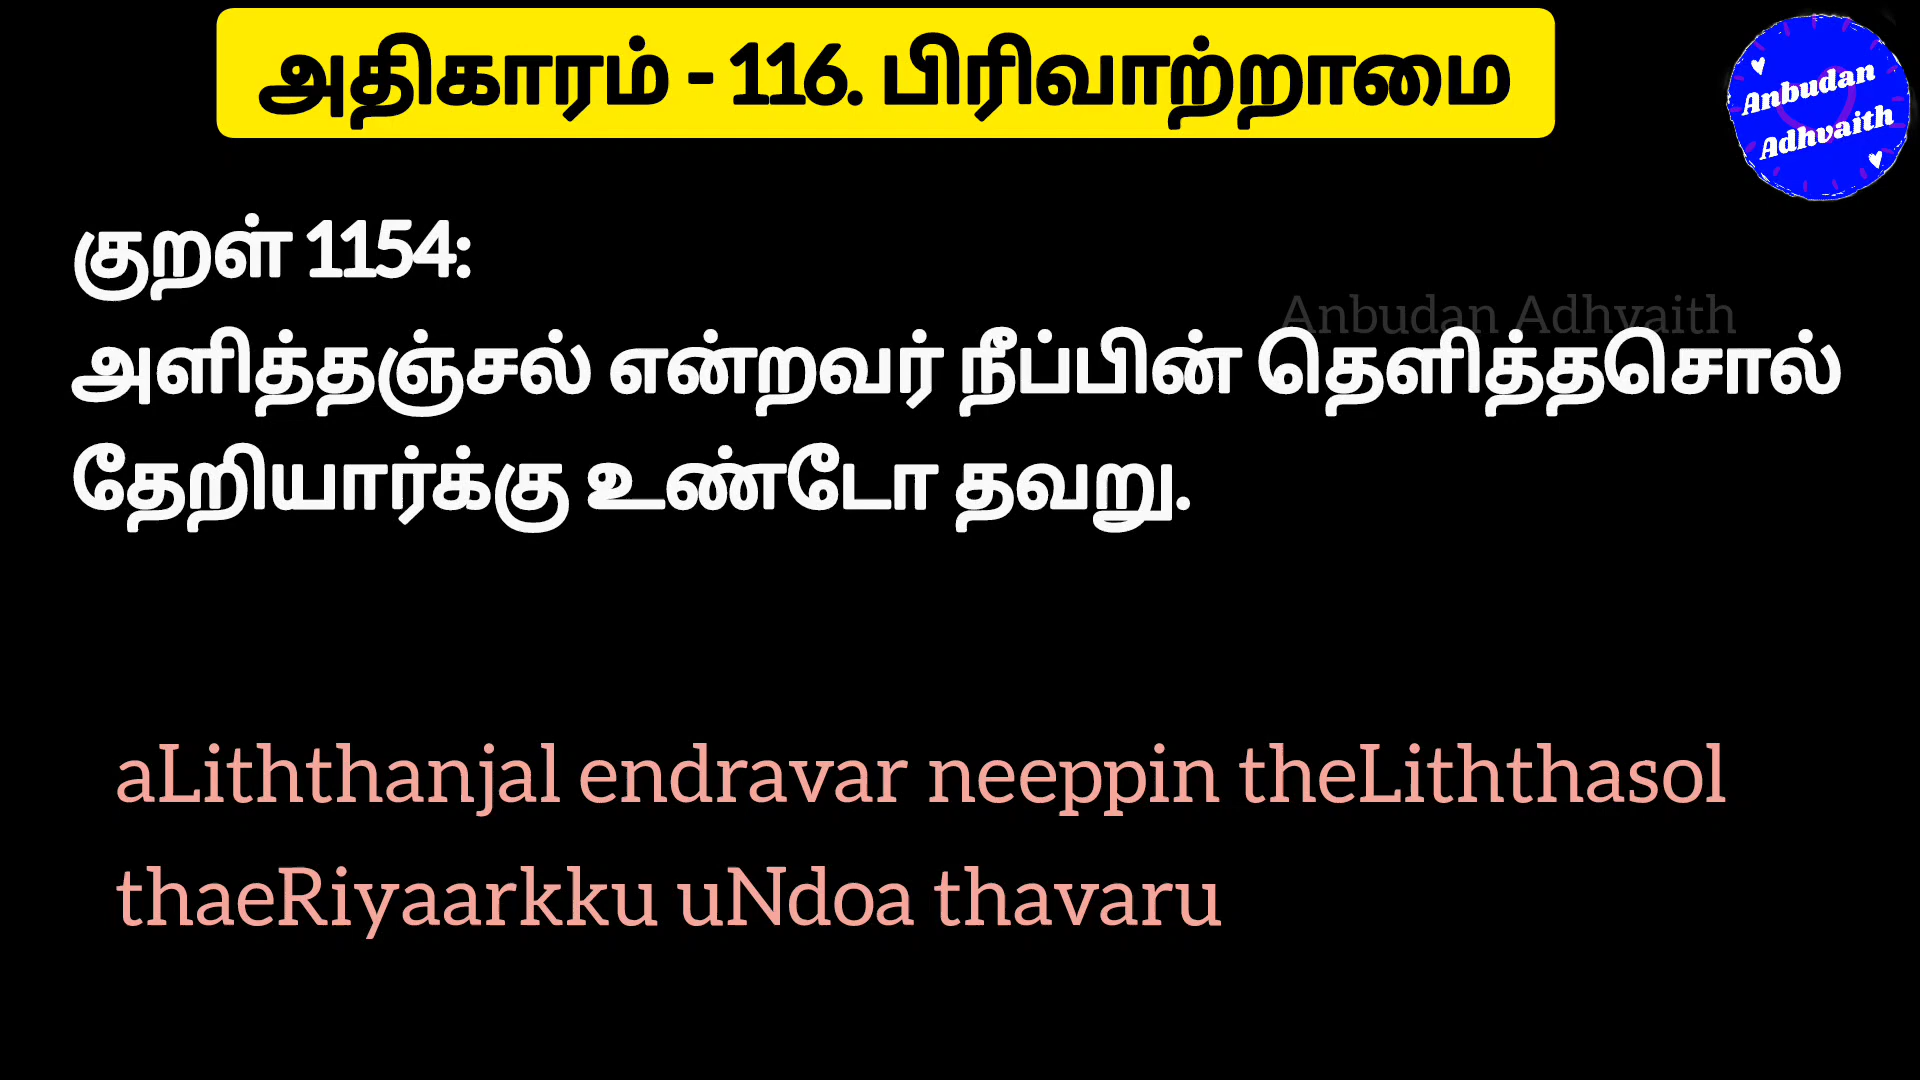 அதிகாரம் - 116. பிரிவாற்றாமை
Anbudan
Adhvaith
குறள் 1154:
Anbudan Adhvaith
அளித்தஞ்சல் என்றவர் நீப்பின் தெளித்தசொல்
தேறியார்க்கு உண்டோ தவறு.
aLiththanjal endravar neeppin theLiththasol
thaeRiyaarkku uNdoa thavaru